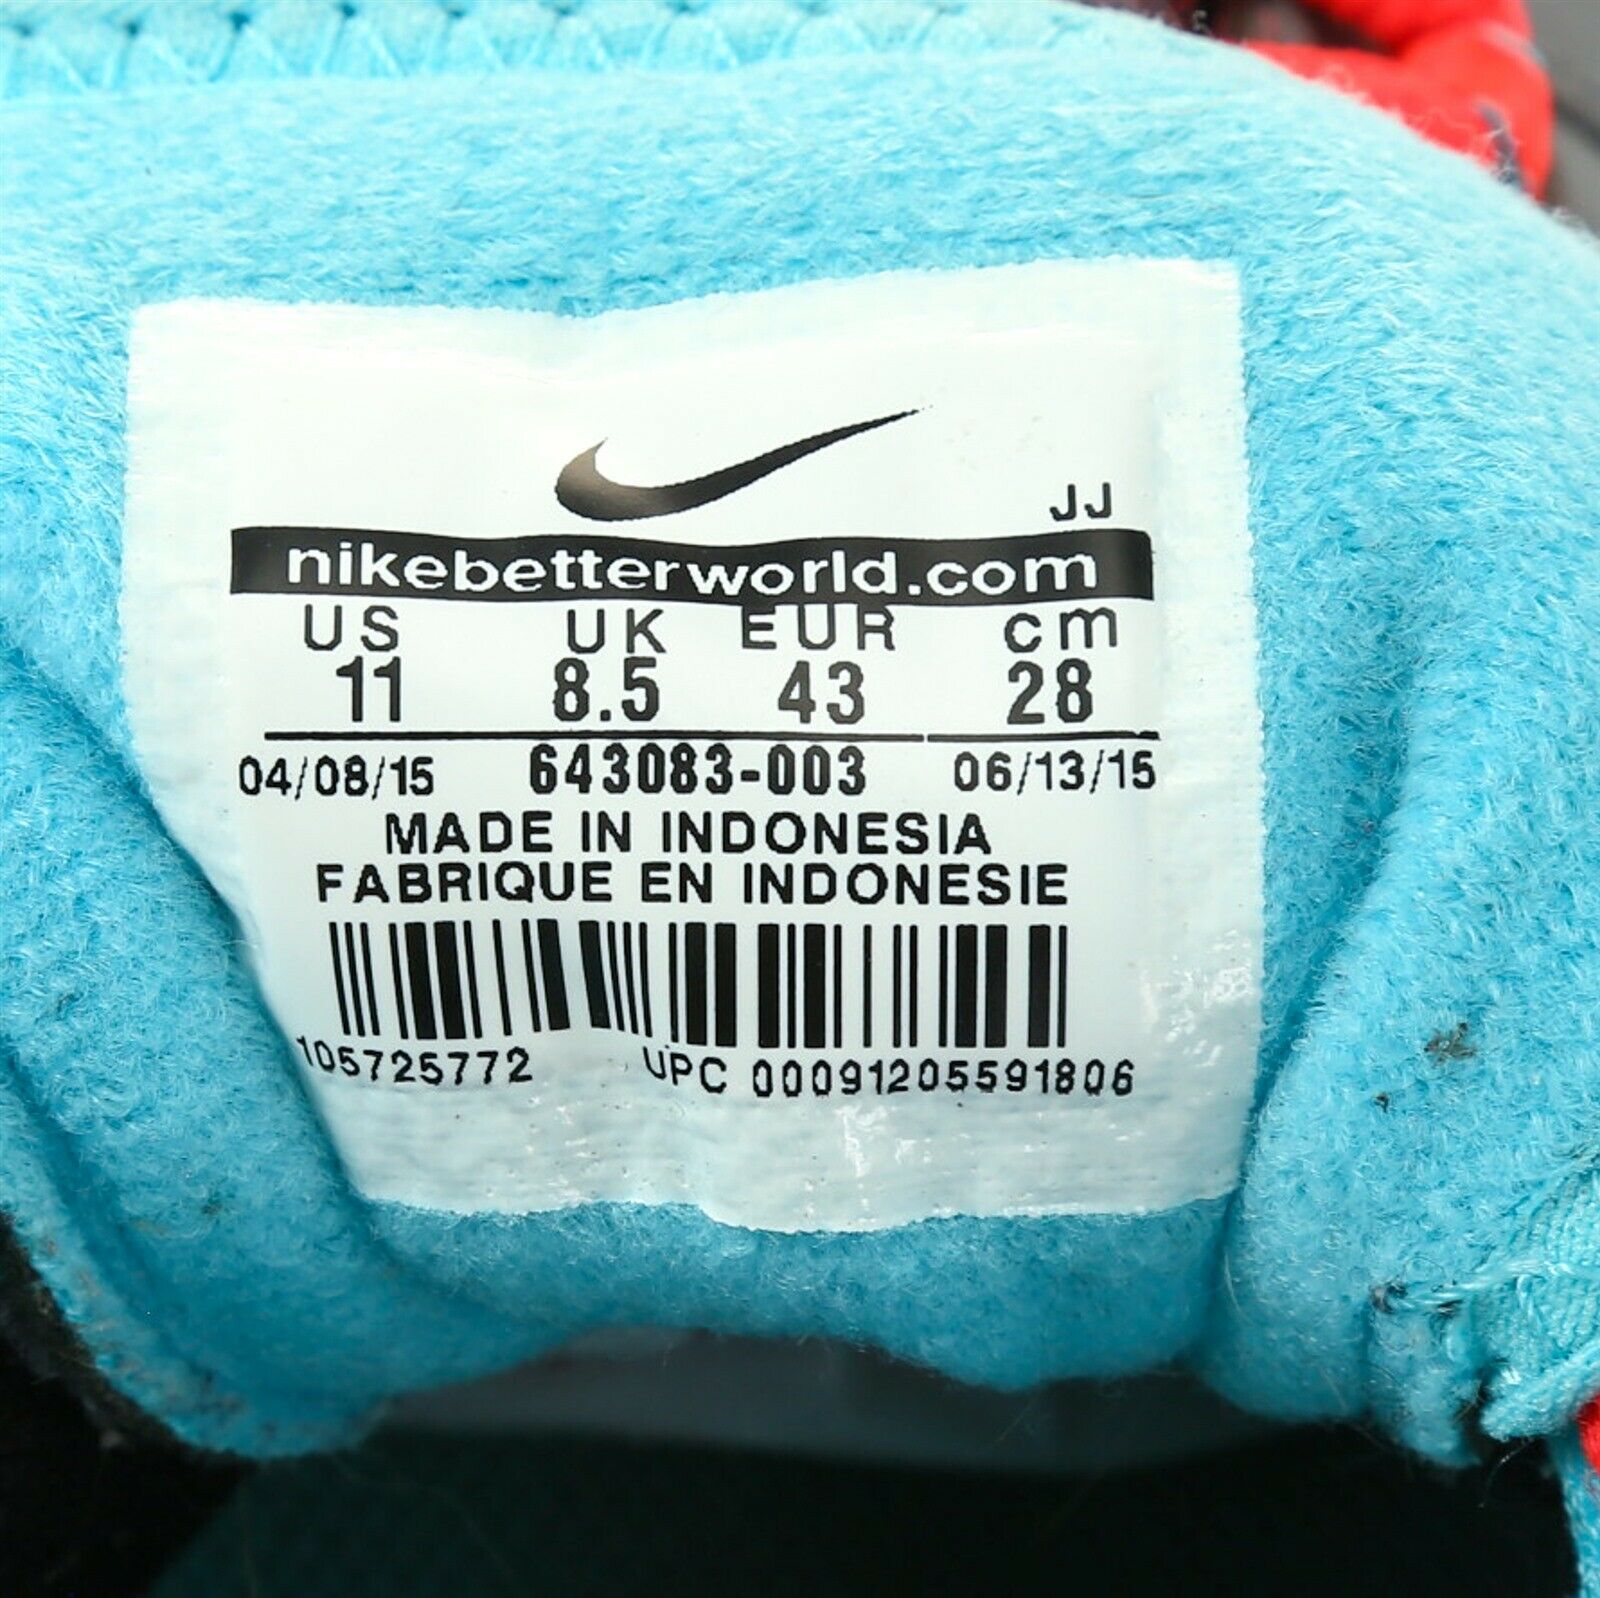 JJ
nikebetterworld.com
US UK EUR cm
11 8.5 43 28
04/08/15 643083-003 06/13/15
MADE IN INDONESIA
FABRIQUE EN INDONESIE
105725772 UPC 00091205591806